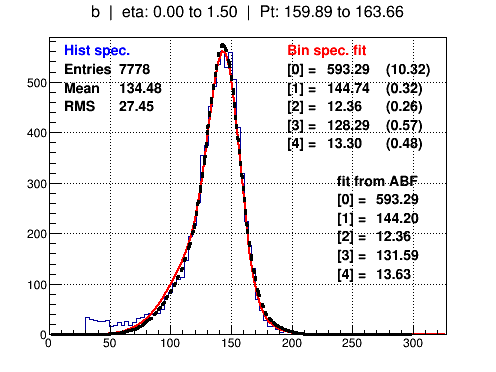 b | eta: 0.00 to 1.50 | Pt: 159.89 to 163.66
Hist spec.
Entries 7778
Mean 134.48
RMS 27.45
Bin spec. fit
[0] = 593.29 (10.32)
[1] = 144.74 (0.32)
[2] = 12.36 (0.26)
[3] = 128.29 (0.57)
[4] = 13.30 (0.48)
fit from ABF
[0] = 593.29
[1] = 144.20
[2] = 12.36
[3] = 131.59
[4] = 13.63
500
400
300
200
100
0
0 50 100 150 200 250 300